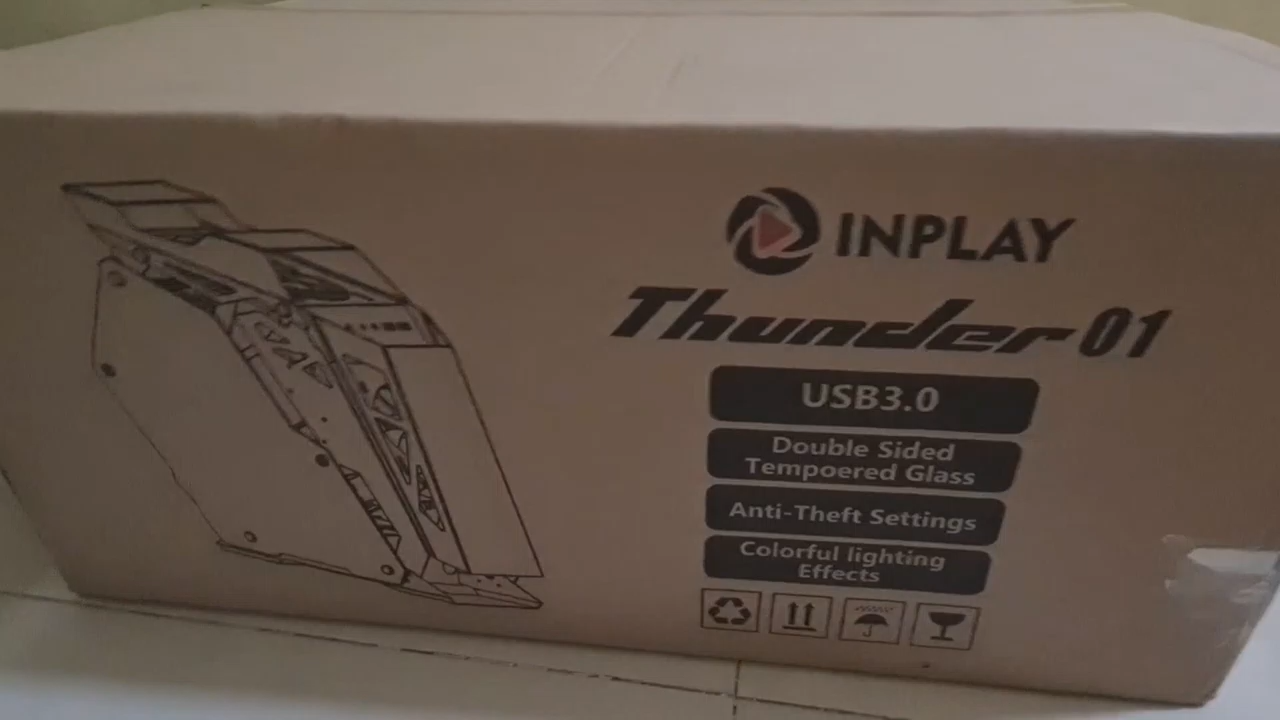 INPLAY
Thunder 01
USB3.0
Double Sided
Tempoered Glass
Anti-Theft Settings
Colorful lighting
Effects